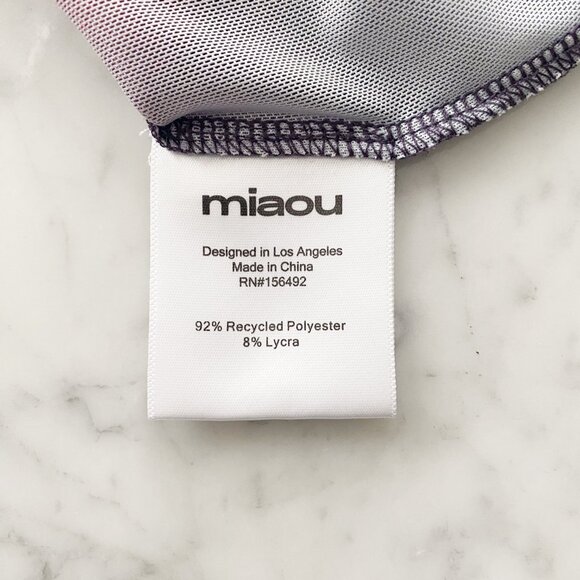 miaou
Designed in Los Angeles
Made in China
RN#156492
92% Recycled Polyester
8% Lycra